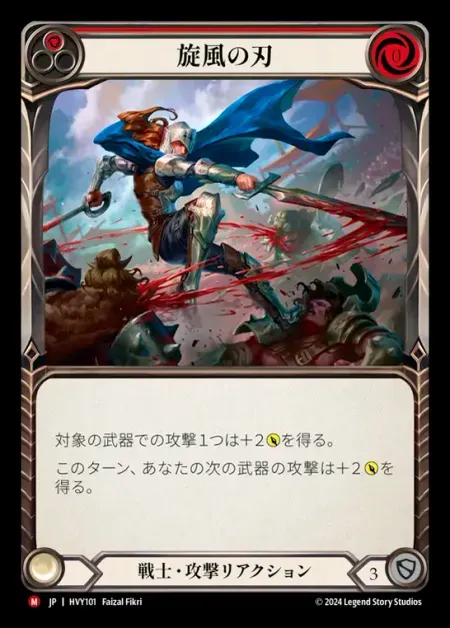 旋風の刃
0
対象の武器での攻撃1つは+2を得る。
このターン、あなたの次の武器の攻撃は+2を
得る。
戦士・攻撃リアクション
3
M JP | HVY101 Faizal Fikri
© 2024 Legend Story Studios